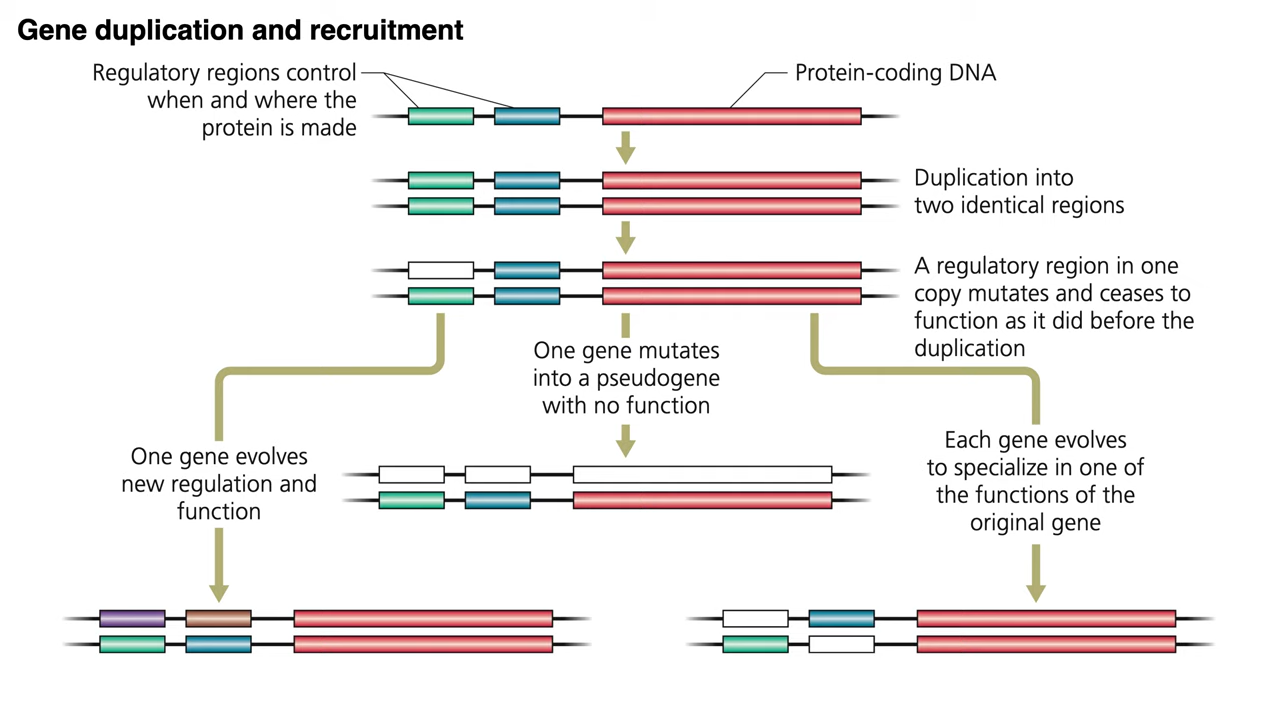 Gene duplication and recruitment
Regulatory regions control
when and where the
protein is made
Protein-coding DNA
Duplication into
two identical regions
A regulatory region in one
copy mutates and ceases to
function as it did before the
duplication
One gene mutates
into a pseudogene
with no function
One gene evolves
new regulation and
function
Each gene evolves
to specialize in one of
the functions of the
original gene